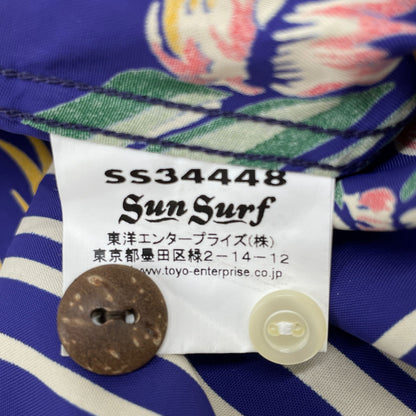 SS34448
Sun Surf
東洋エンタープライズ(株)
東京都墨田区緑2-14-12
www.toyo-enterprise.co.jp